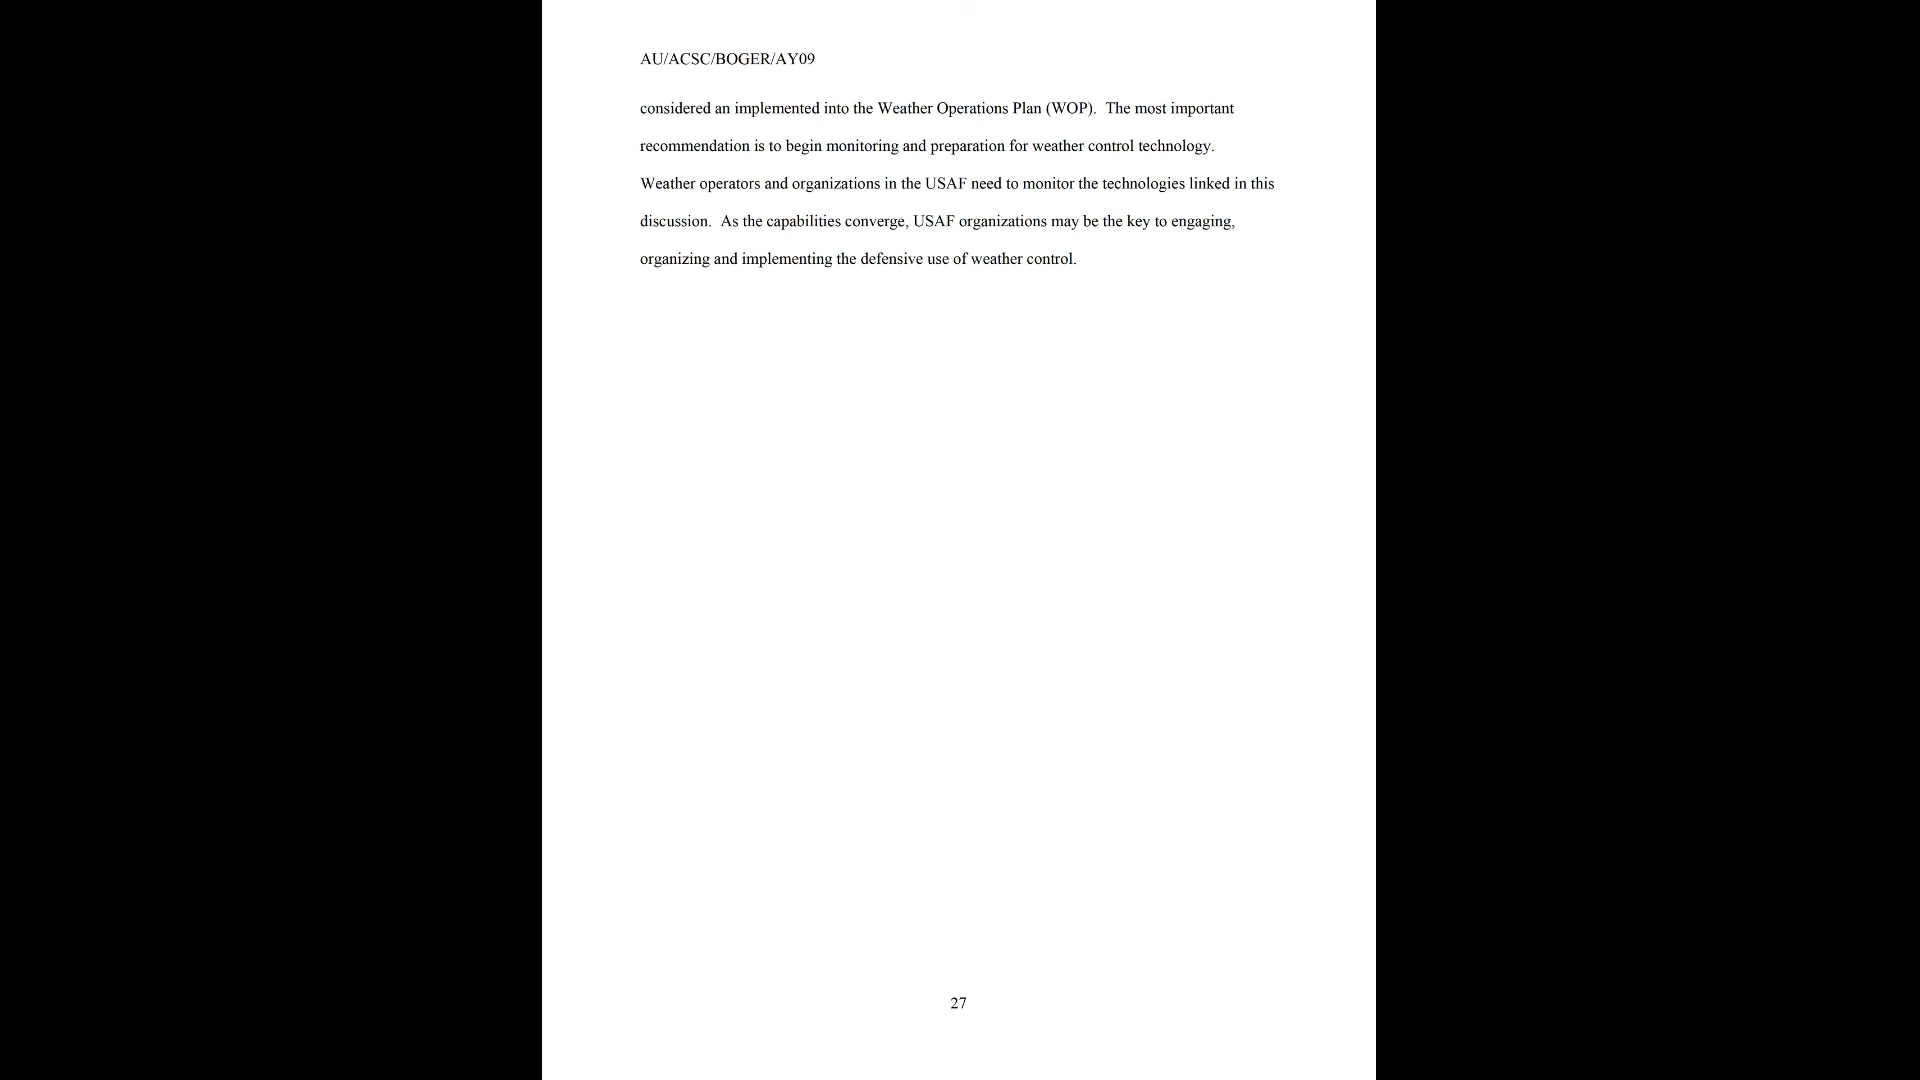 AU/ACSC/BOGER/AY09
considered an implemented into the Weather Operations Plan (WOP).  The most important
recommendation is to begin monitoring and preparation for weather control technology.
Weather operators and organizations in the USAF need to monitor the technologies linked in this
discussion.  As the capabilities converge, USAF organizations may be the key to engaging,
organizing and implementing the defensive use of weather control.
27